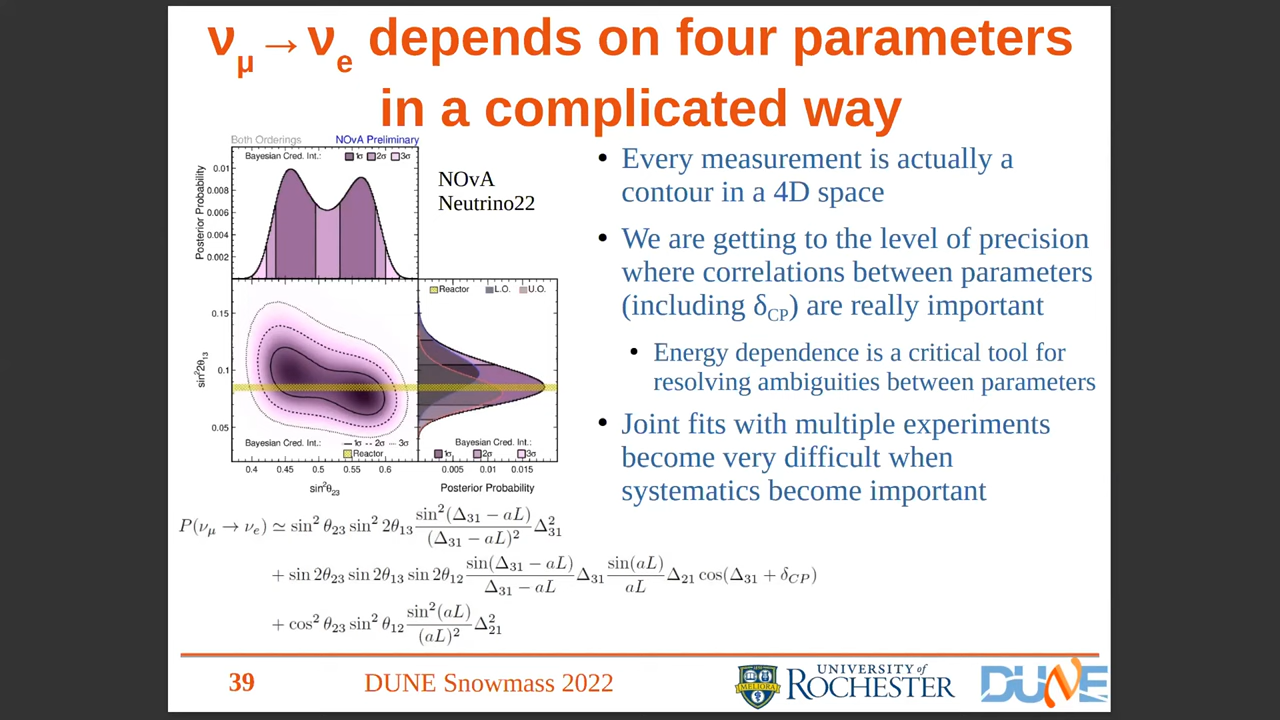 νμ → νe depends on four parameters
in a complicated way
Both Orderings NOvA Preliminary
Bayesian Cred. Int.: 1σ 2σ 3σ
Posterior Probability
0.01
0.008
0.006
0.004
0.002
NOvA
Neutrino22
Reactor L.O. U.O.
sin²2θ13
0.15
0.1
0.05
Bayesian Cred. Int.: 1σ 2σ 3σ
Reactor
Bayesian Cred. Int.:
1σ 2σ 3σ
0.4 0.45 0.5 0.55 0.6
0.005 0.01 0.015
sin²θ23
Posterior Probability
• Every measurement is actually a
contour in a 4D space
• We are getting to the level of precision
where correlations between parameters
(including δCP) are really important
• Energy dependence is a critical tool for
resolving ambiguities between parameters
• Joint fits with multiple experiments
become very difficult when
systematics become important
P(νμ → νe) ≃ sin² θ23 sin² 2θ13 sin²(Δ31 − aL) / (Δ31 − aL)² Δ²31
+ sin 2θ23 sin 2θ13 sin 2θ12 sin(Δ31 − aL) / Δ31 − aL Δ31 sin(aL) / aL Δ21 cos(Δ31 + δCP)
+ cos² θ23 sin² θ12 sin²(aL) / (aL)² Δ²21
39
DUNE Snowmass 2022
MELIORA
UNIVERSITY of
ROCHESTER
DUNE